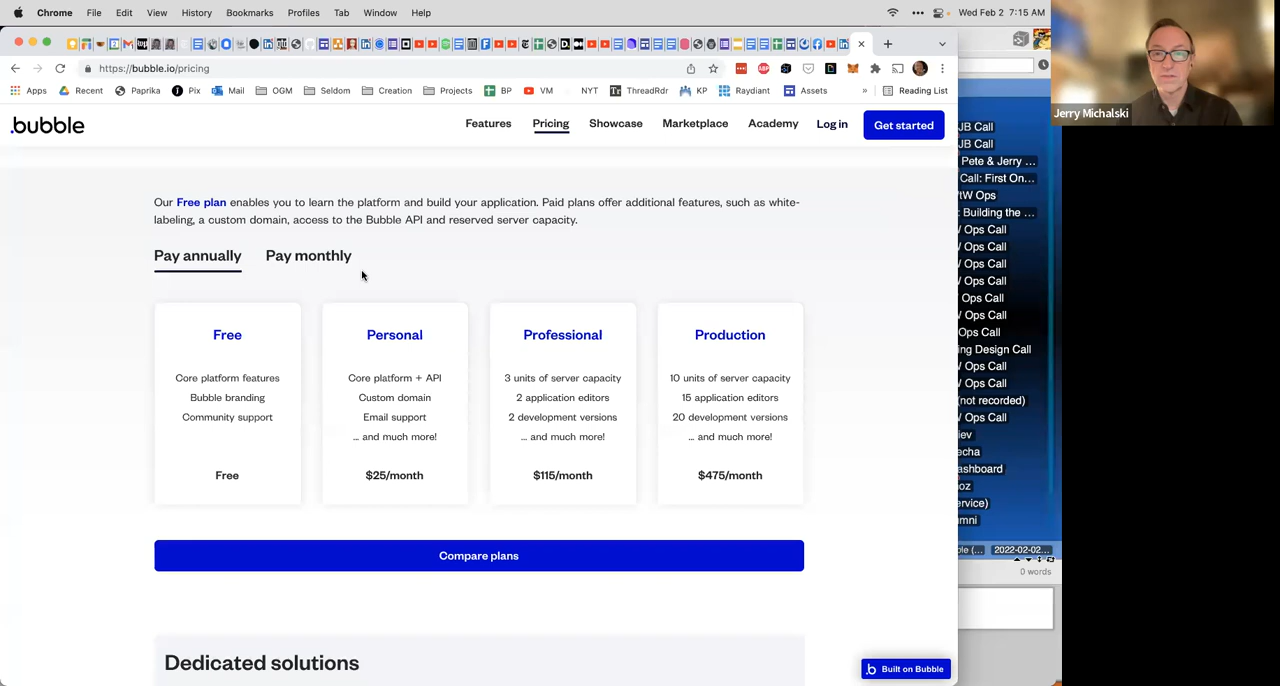 Chrome File Edit View History Bookmarks Profiles Tab Window Help
Wed Feb 2 7:15 AM
https://bubble.io/pricing
Apps Recent Paprika Pix Mail OGM Seldom Creation Projects BP VM NYT ThreadRdr KP Raydiant Assets » Reading List
.bubble
Features Pricing Showcase Marketplace Academy Log in Get started
Our Free plan enables you to learn the platform and build your application. Paid plans offer additional features, such as white-
labeling, a custom domain, access to the Bubble API and reserved server capacity.
Pay annually Pay monthly
Free
Core platform features
Bubble branding
Community support
Free
Personal
Core platform + API
Custom domain
Email support
... and much more!
$25/month
Professional
3 units of server capacity
2 application editors
2 development versions
... and much more!
$115/month
Production
10 units of server capacity
15 application editors
20 development versions
... and much more!
$475/month
Compare plans
Dedicated solutions
Built on Bubble
Jerry Michalski
JB Call
JB Call
Pete & Jerry ...
Call: First On...
Ops
: Building the ...
Ops Call
Ops Call
Ops Call
Ops Call
Ops Call
Ops Call
Ops Call
ing Design Call
Ops Call
Ops Call
(not recorded)
Ops Call
iev
echa
ashboard
oz
ervice)
mni
ole (... 2022-02-02...
0 words